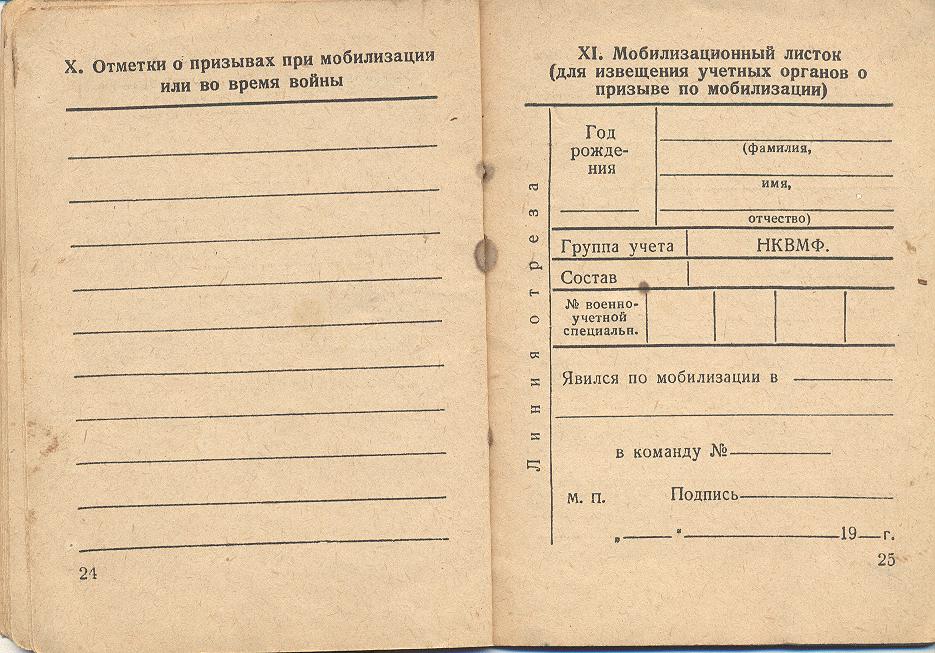 X. Отметки о призывах при мобилизации
или во время войны
24
XI. Мобилизационный листок
(для извещения учетных органов о
призыве по мобилизации)
Линия отреза
Год
рожде-
ния
(фамилия,
имя,
отчество)
Группа учета НКВМФ.
Состав
№ военно-
учетной
специальн.
Явился по мобилизации в
в команду №
М. П. Подпись
„ “ 19 г.
25